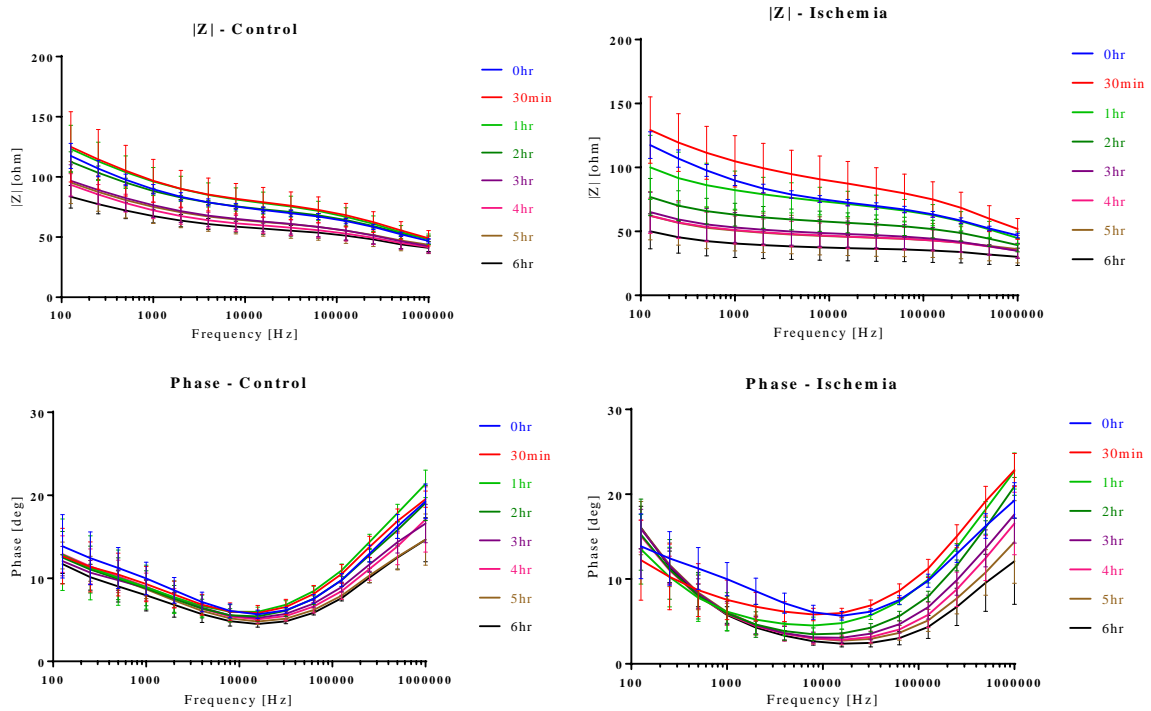 |Z| - Control
200
150
100
50
0
|Z| [ohm]
100 1000 10000 100000 1000000
Frequency [Hz]
0hr
30min
1hr
2hr
3hr
4hr
5hr
6hr
|Z| - Ischemia
200
150
100
50
0
|Z| [ohm]
100 1000 10000 100000 1000000
Frequency [Hz]
0hr
30min
1hr
2hr
3hr
4hr
5hr
6hr
Phase - Control
30
20
10
0
Phase [deg]
100 1000 10000 100000 1000000
Frequency [Hz]
0hr
30min
1hr
2hr
3hr
4hr
5hr
6hr
Phase - Ischemia
30
20
10
0
Phase [deg]
100 1000 10000 100000 1000000
Frequency [Hz]
0hr
30min
1hr
2hr
3hr
4hr
5hr
6hr